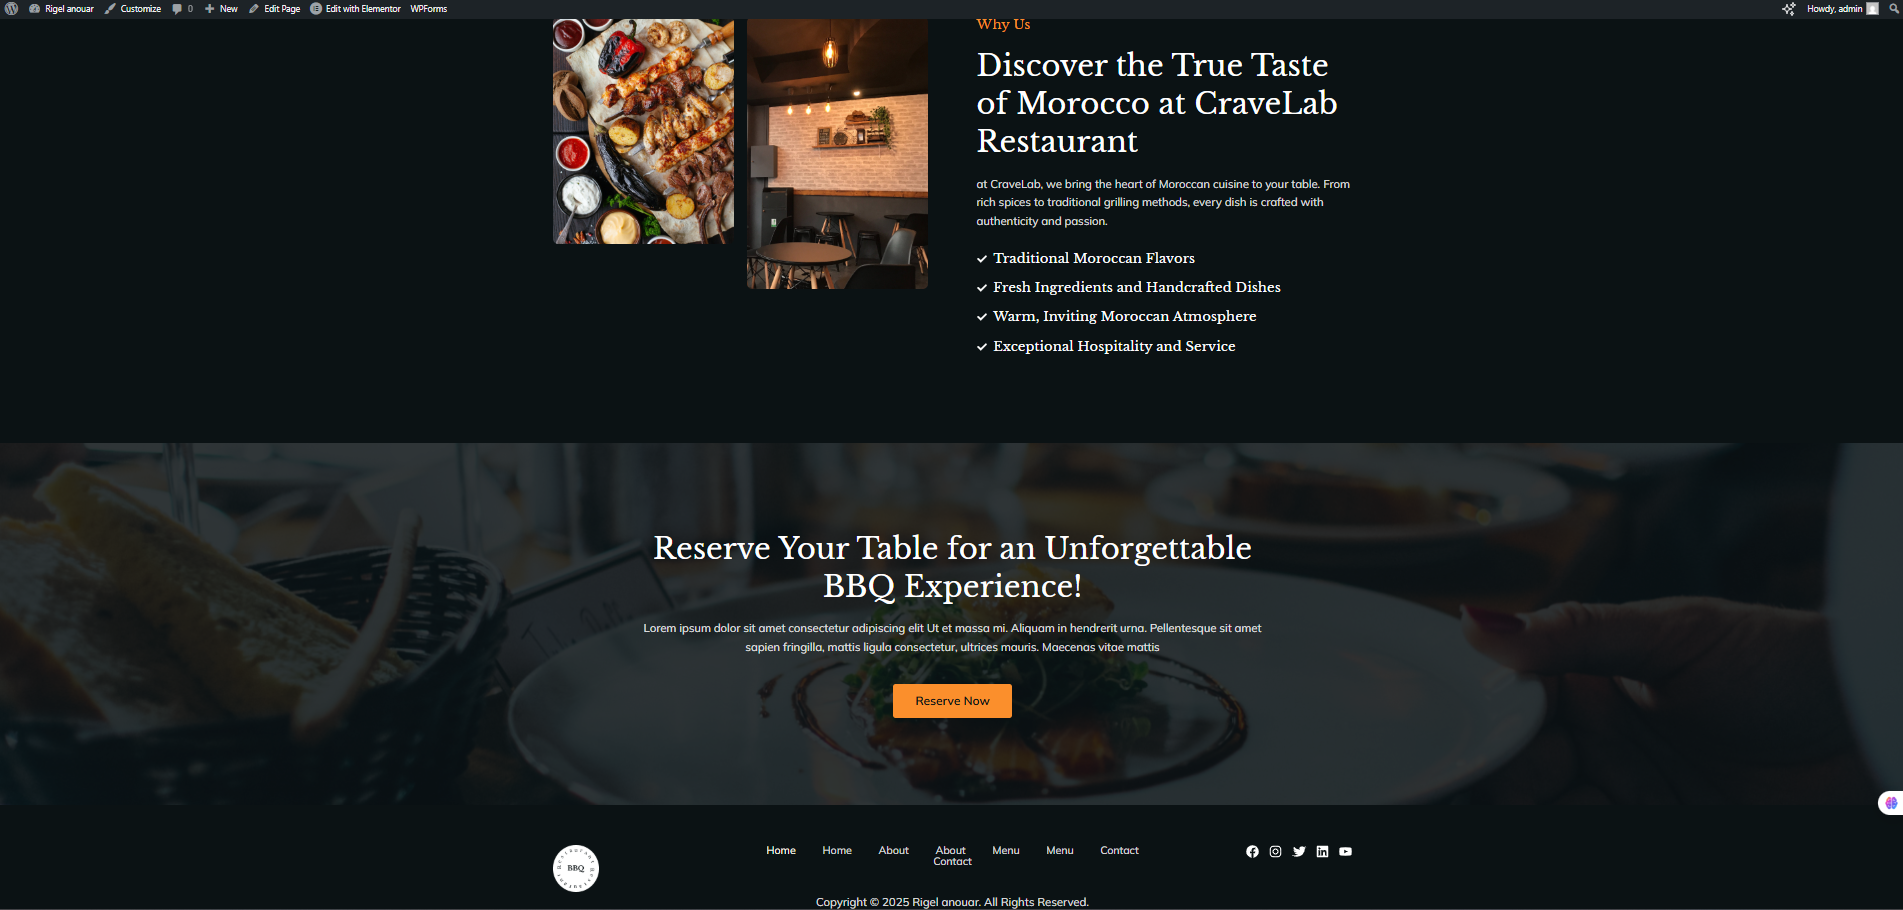 Rigel anouar Customize 0 New Edit Page Edit with Elementor WPForms Howdy, admin
Why Us
Discover the True Taste
of Morocco at CraveLab
Restaurant
at CraveLab, we bring the heart of Moroccan cuisine to your table. From
rich spices to traditional grilling methods, every dish is crafted with
authenticity and passion.
Traditional Moroccan Flavors
Fresh Ingredients and Handcrafted Dishes
Warm, Inviting Moroccan Atmosphere
Exceptional Hospitality and Service
Reserve Your Table for an Unforgettable
BBQ Experience!
Lorem ipsum dolor sit amet consectetur adipiscing elit Ut et massa mi. Aliquam in hendrerit urna. Pellentesque sit amet
sapien fringilla, mattis ligula consectetur, ultrices mauris. Maecenas vitae mattis
Reserve Now
Restaurant
BBQ
Restaurant
Home Home About About Menu Menu Contact
Contact
Copyright © 2025 Rigel anouar. All Rights Reserved.